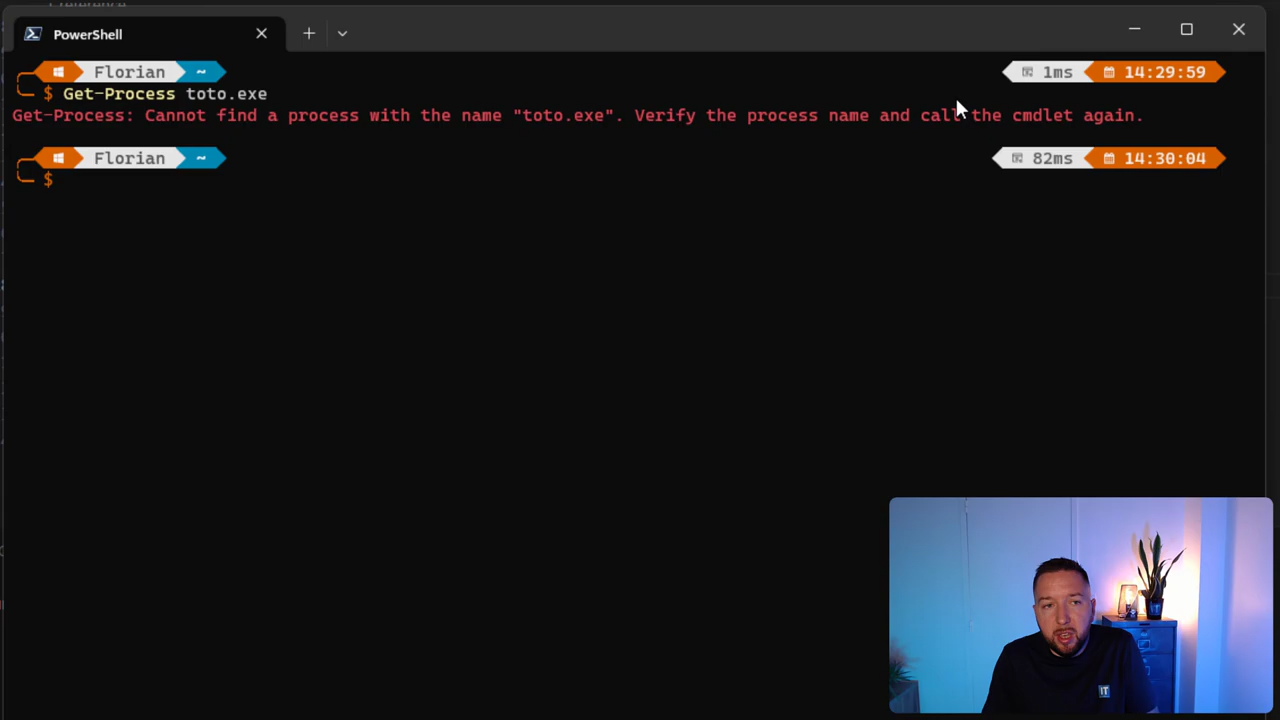 PowerShell
Florian ~ 1ms 14:29:59
$ Get-Process toto.exe
Get-Process: Cannot find a process with the name "toto.exe". Verify the process name and call the cmdlet again.
Florian ~ 82ms 14:30:04
$
IT